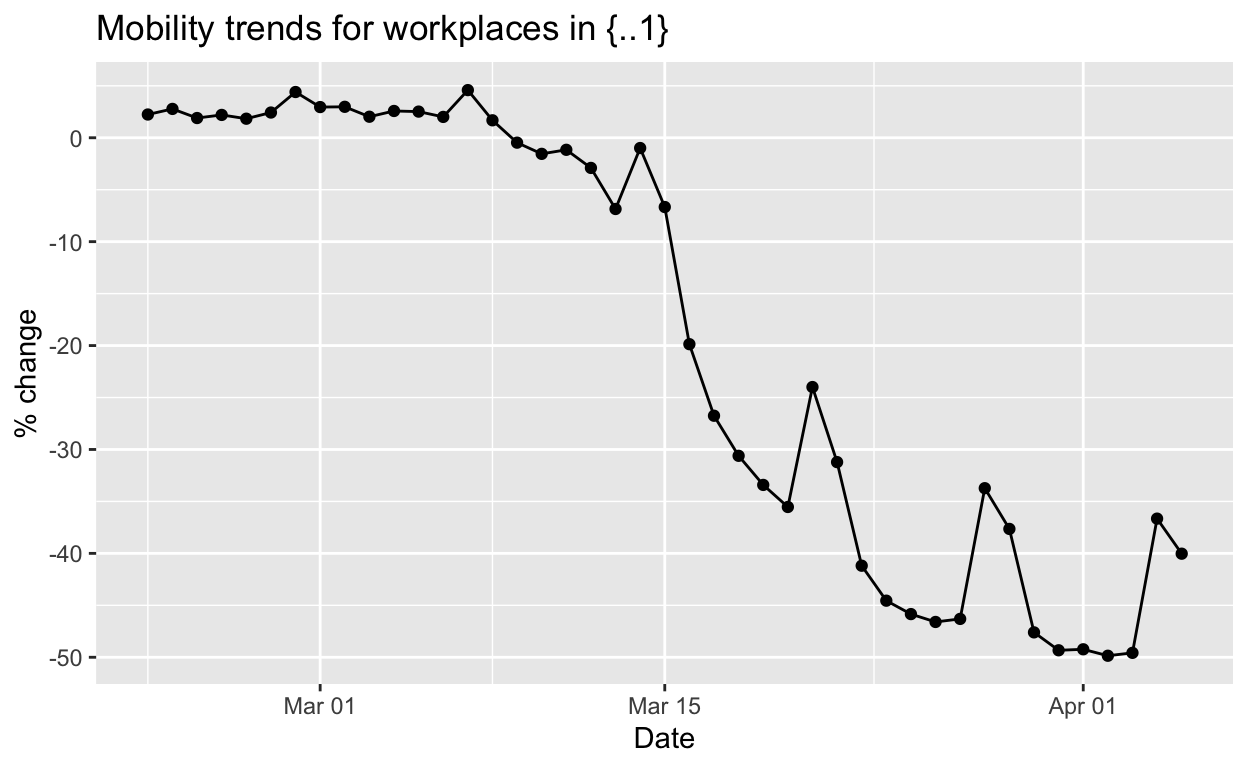 Mobility trends for workplaces in {..1}
0
-10
-20
-30
-40
-50
% change
Mar 01
Mar 15
Apr 01
Date